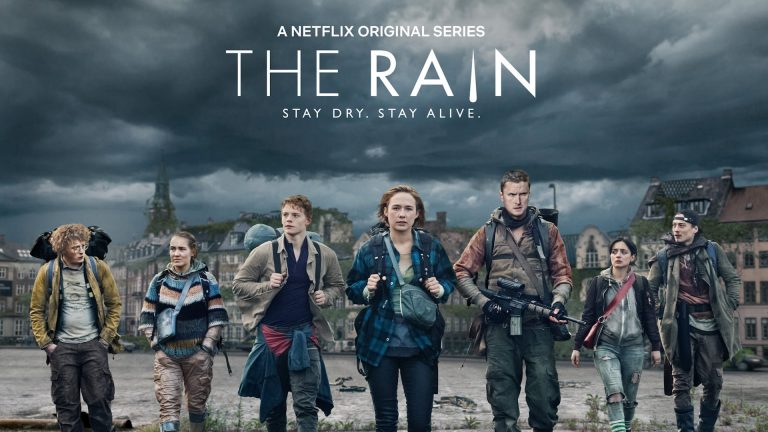 A NETFLIX ORIGINAL SERIES
THE RAIN
STAY DRY. STAY ALIVE.